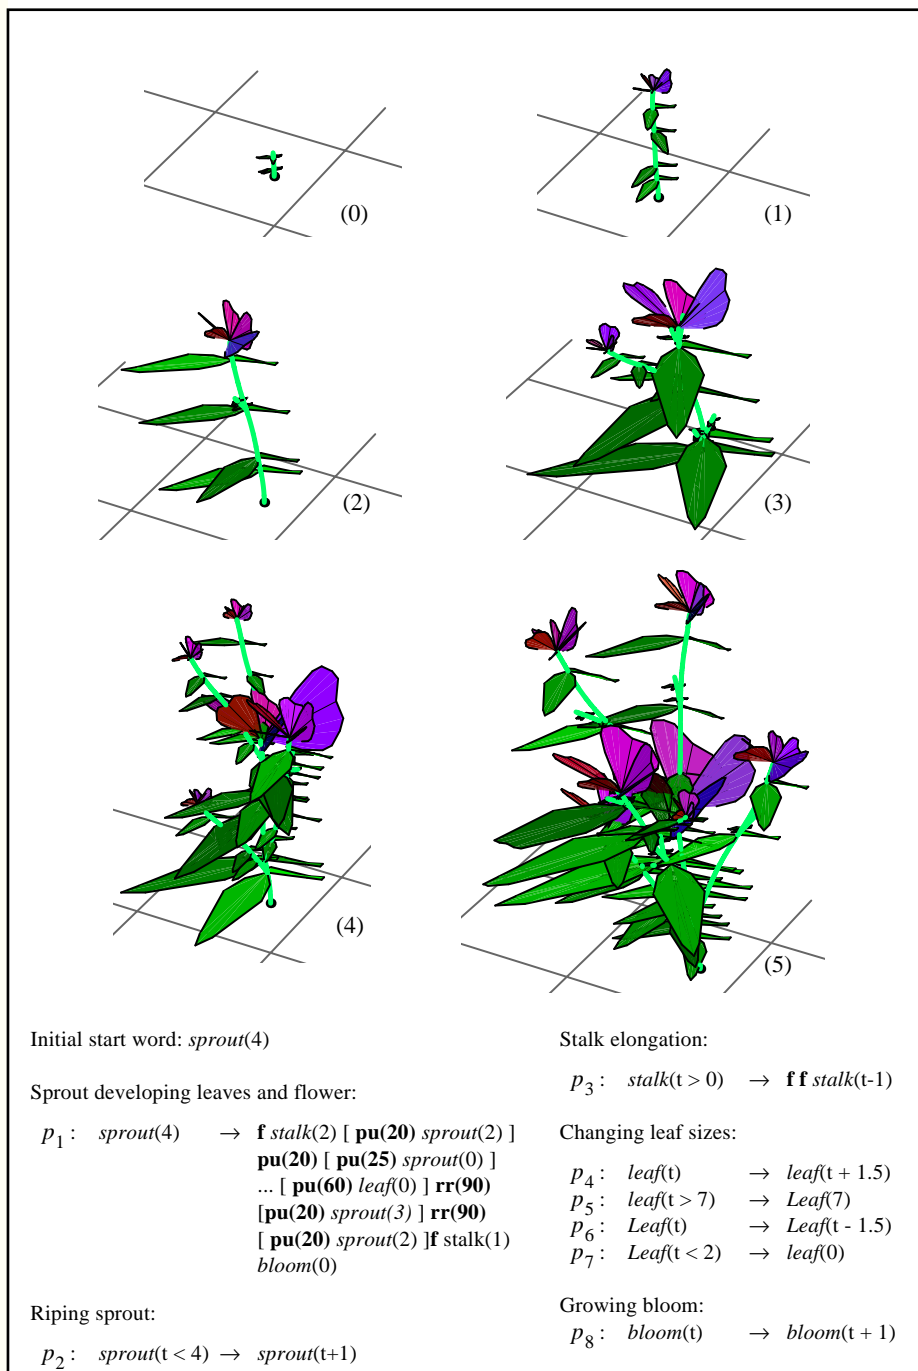 (0)
(1)
(2)
(3)
(4)
(5)
Initial start word: sprout(4)
Sprout developing leaves and flower:
p1 : sprout(4) → f stalk(2) [ pu(20) sprout(2) ]
pu(20) [ pu(25) sprout(0) ]
... [ pu(60) leaf(0) ] rr(90)
[pu(20) sprout(3) ] rr(90)
[ pu(20) sprout(2) ]f stalk(1)
bloom(0)
Riping sprout:
p2 : sprout(t < 4) → sprout(t+1)
Stalk elongation:
p3 : stalk(t > 0) → f f stalk(t-1)
Changing leaf sizes:
p4 : leaf(t) → leaf(t + 1.5)
p5 : leaf(t > 7) → Leaf(7)
p6 : Leaf(t) → Leaf(t - 1.5)
p7 : Leaf(t < 2) → leaf(0)
Growing bloom:
p8 : bloom(t) → bloom(t + 1)